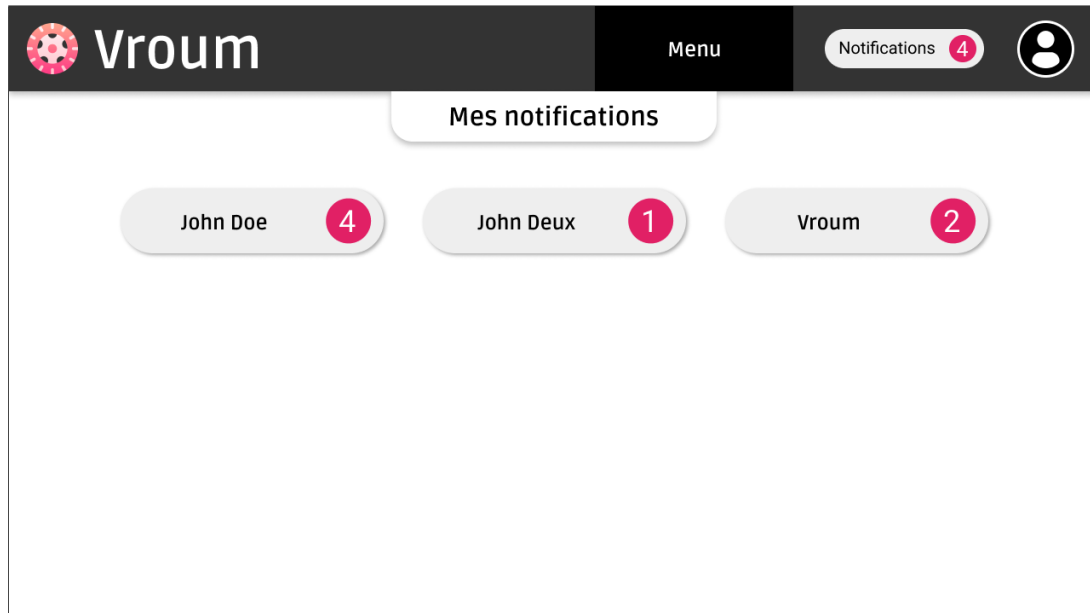 Vroum
Menu
Notifications 4
Mes notifications
John Doe 4
John Deux 1
Vroum 2